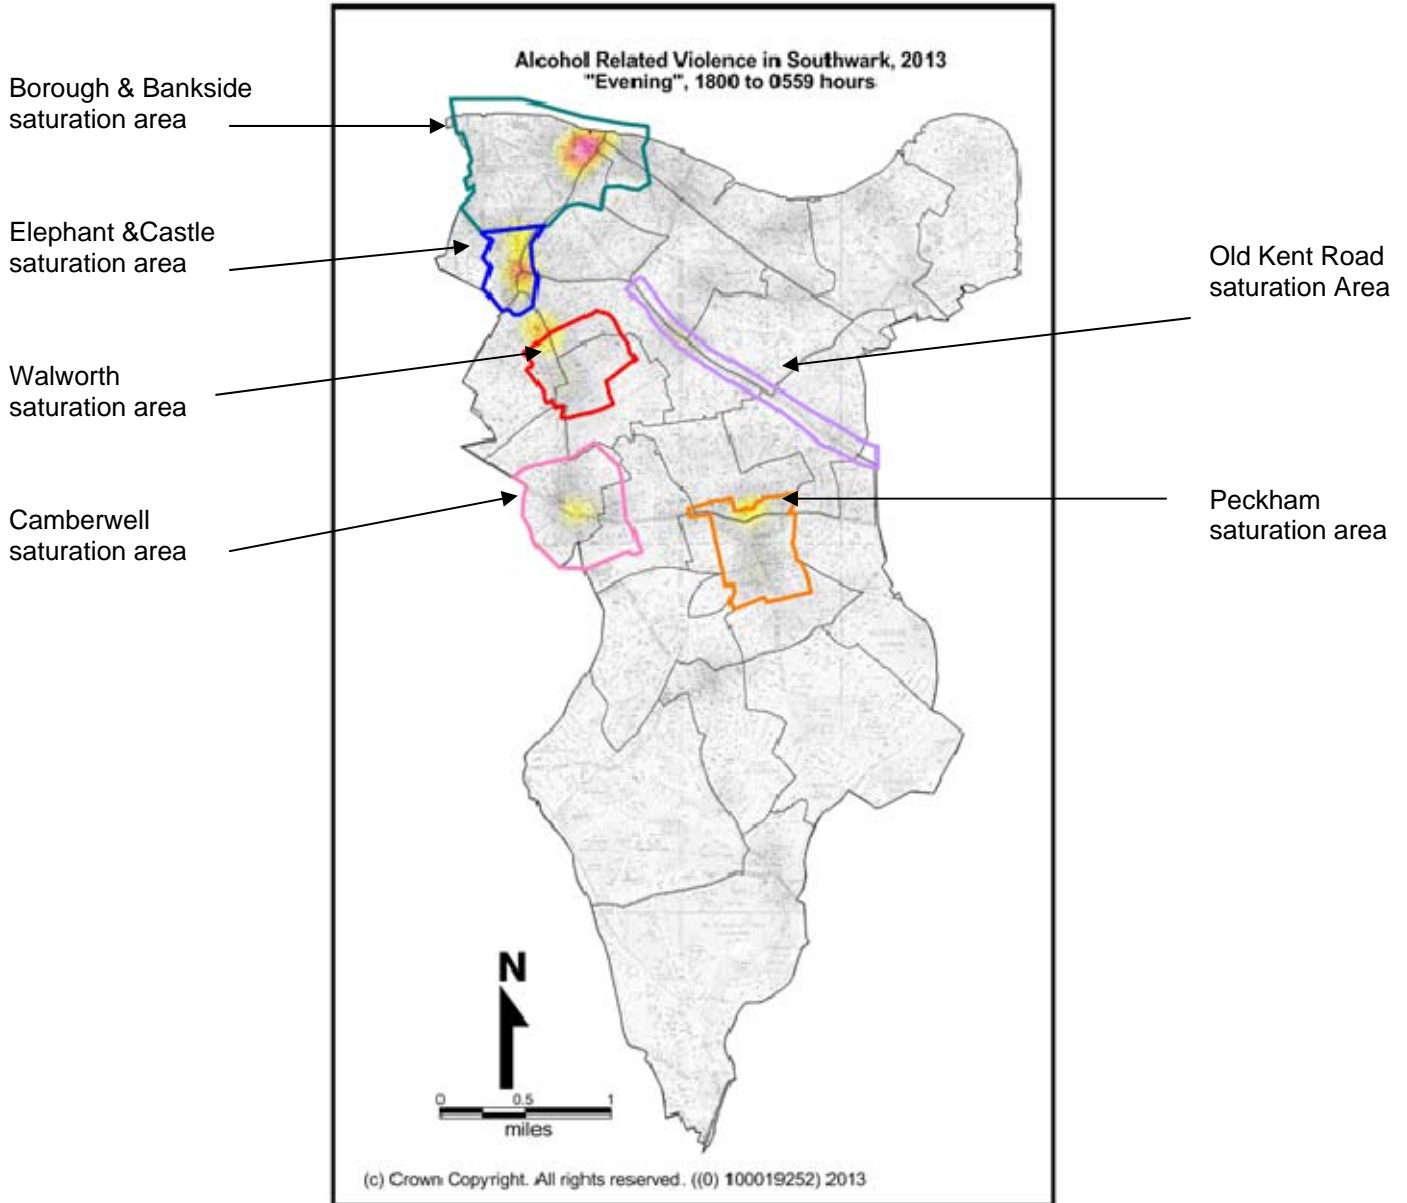 Alcohol Related Violence in Southwark, 2013
"Evening", 1800 to 0559 hours
Borough & Bankside
saturation area
Elephant &Castle
saturation area
Walworth
saturation area
Camberwell
saturation area
Old Kent Road
saturation Area
Peckham
saturation area
N
0 0.5 1
miles
(c) Crown Copyright. All rights reserved. ((0) 100019252) 2013